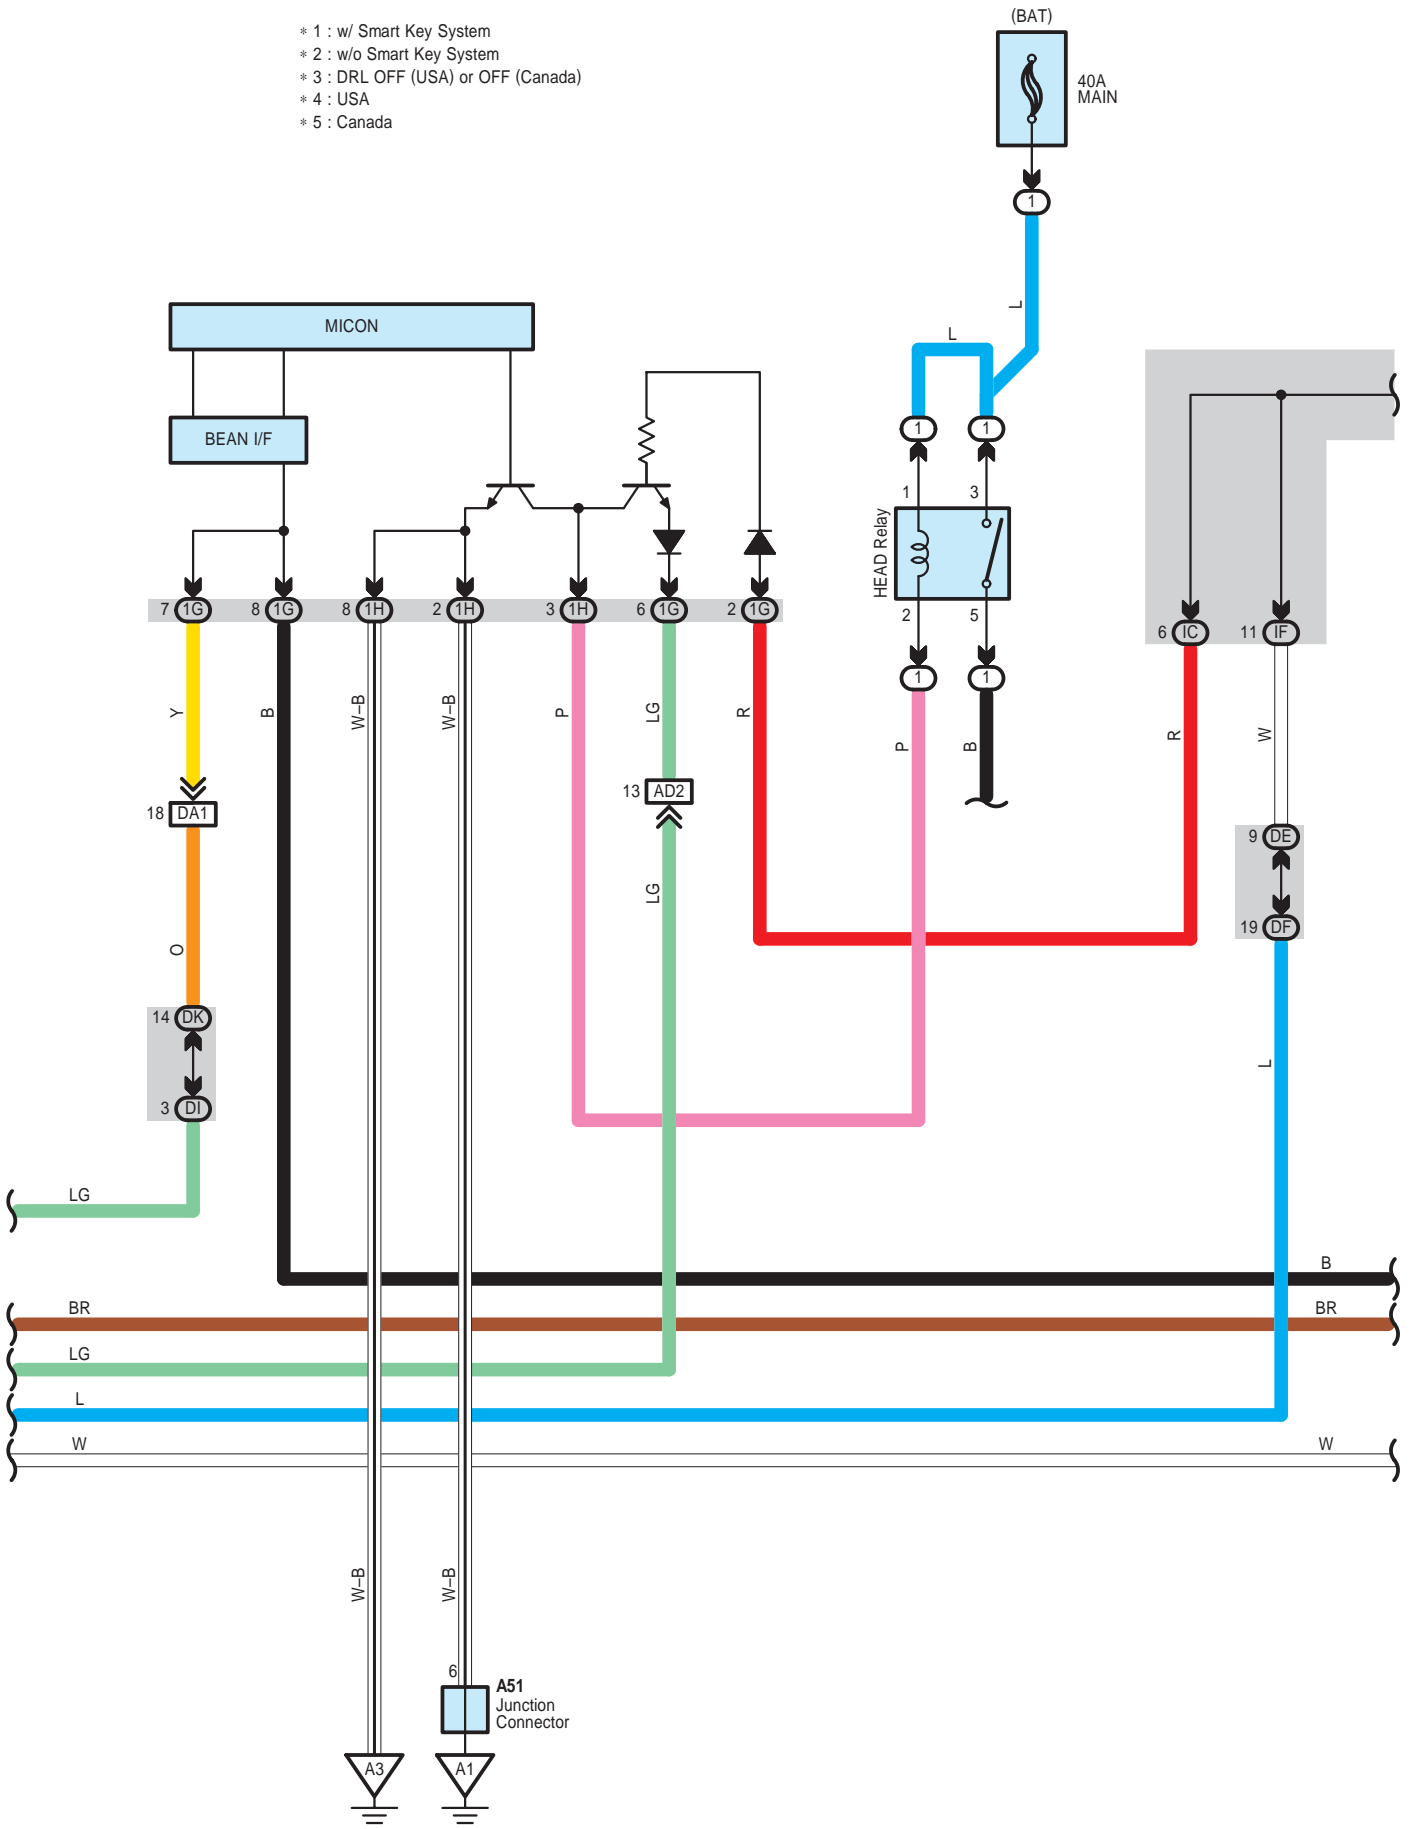 * 1 : w/ Smart Key System
* 2 : w/o Smart Key System
* 3 : DRL OFF (USA) or OFF (Canada)
* 4 : USA
* 5 : Canada
(BAT)
40A
MAIN
1
L
L
MICON
BEAN I/F
1
1
1
3
HEAD Relay
2
5
7 1G
8 1G
8 1H
2 1H
3 1H
6 1G
2 1G
6 IC
11 IF
1
1
Y
B
W–B
W–B
P
LG
R
P
B
R
W
18 DA1
13 AD2
9 DE
19 DF
LG
O
14 DK
3 DI
L
LG
B
BR
BR
LG
L
W
W
W–B
W–B
6
A51
Junction
Connector
A3
A1